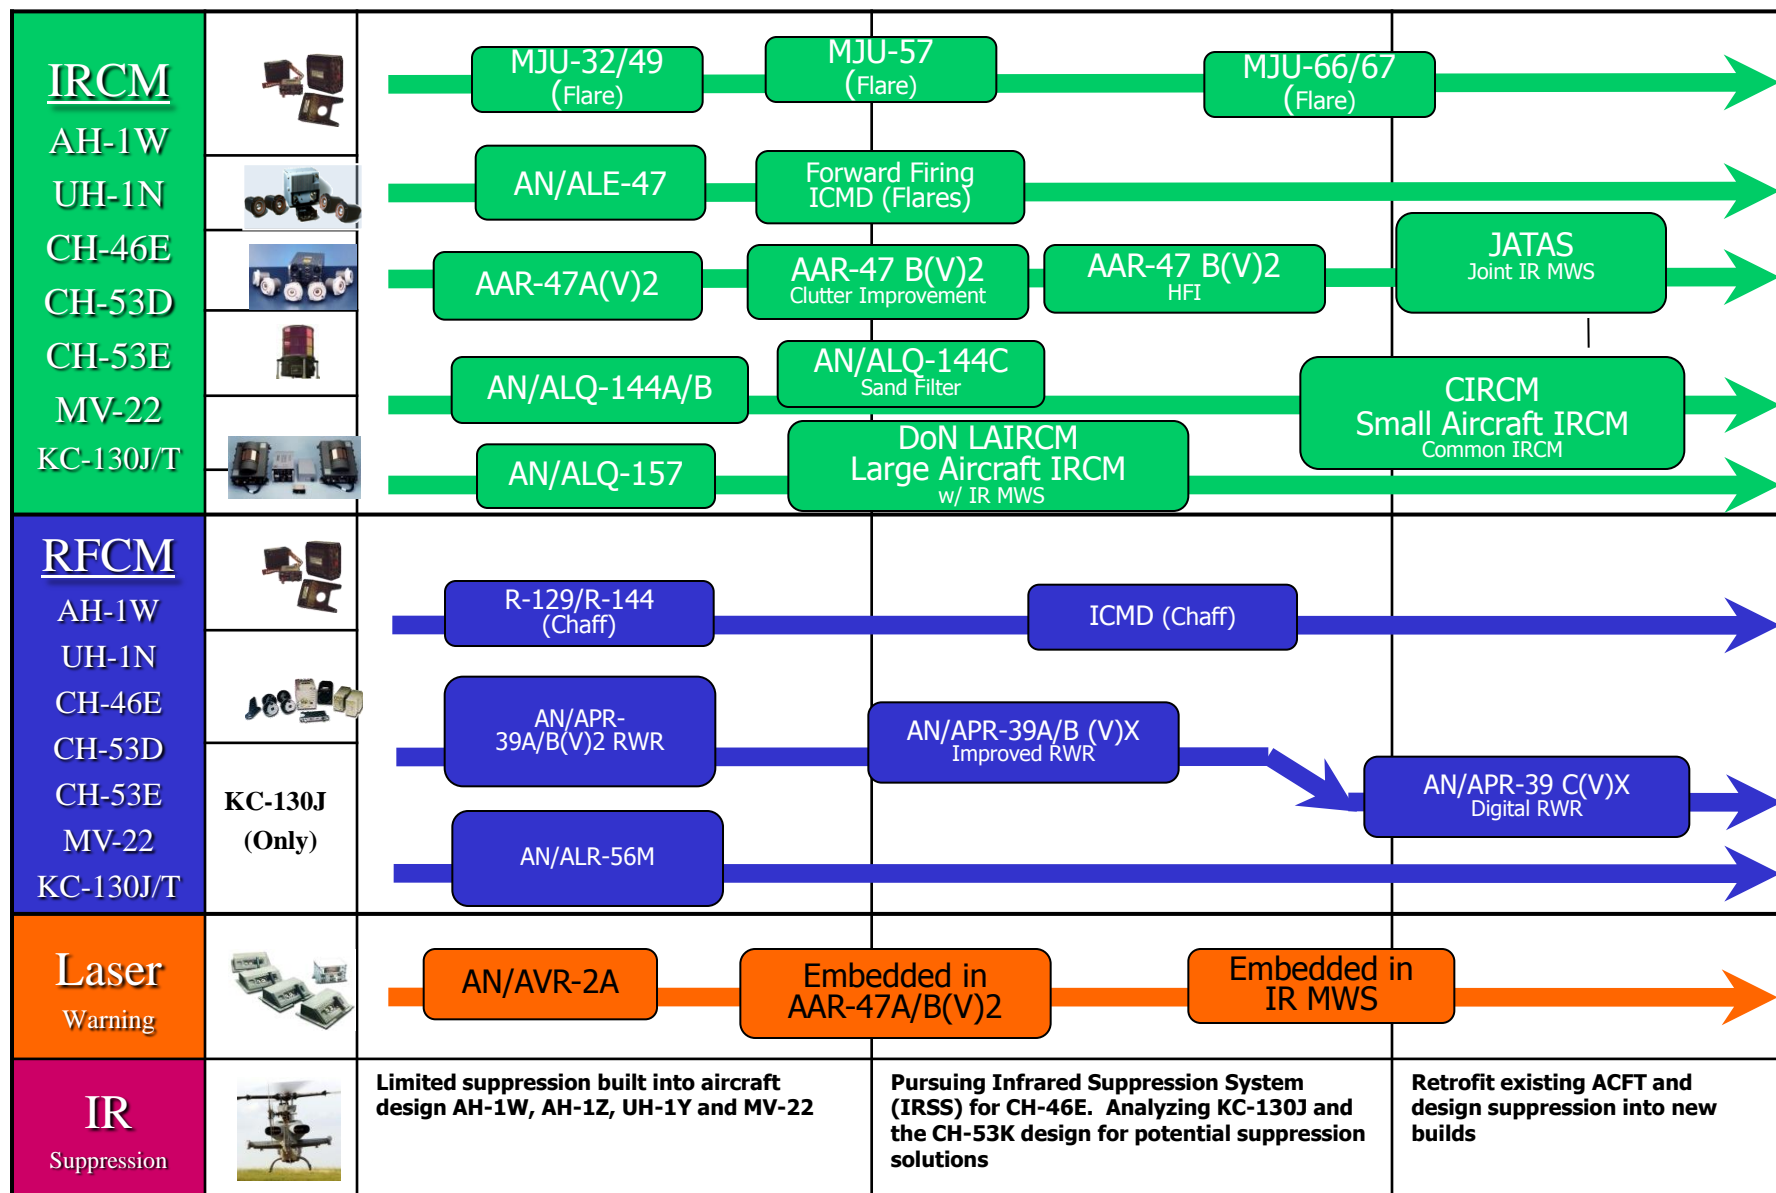 IRCM
AH-1W
UH-1N
CH-46E
CH-53D
CH-53E
MV-22
KC-130J/T
MJU-32/49
(Flare)
MJU-57
(Flare)
MJU-66/67
(Flare)
AN/ALE-47
Forward Firing
ICMD (Flares)
AAR-47A(V)2
AAR-47 B(V)2
Clutter Improvement
AAR-47 B(V)2
HFI
JATAS
Joint IR MWS
AN/ALQ-144A/B
AN/ALQ-144C
Sand Filter
CIRCM
Small Aircraft IRCM
Common IRCM
AN/ALQ-157
DoN LAIRCM
Large Aircraft IRCM
w/ IR MWS
RFCM
AH-1W
UH-1N
CH-46E
CH-53D
CH-53E
MV-22
KC-130J/T
KC-130J
(Only)
R-129/R-144
(Chaff)
ICMD (Chaff)
AN/APR-
39A/B(V)2 RWR
AN/APR-39A/B (V)X
Improved RWR
AN/APR-39 C(V)X
Digital RWR
AN/ALR-56M
Laser
Warning
AN/AVR-2A
Embedded in
AAR-47A/B(V)2
Embedded in
IR MWS
IR
Suppression
Limited suppression built into aircraft
design AH-1W, AH-1Z, UH-1Y and MV-22
Pursuing Infrared Suppression System
(IRSS) for CH-46E.  Analyzing KC-130J and
the CH-53K design for potential suppression
solutions
Retrofit existing ACFT and
design suppression into new
builds